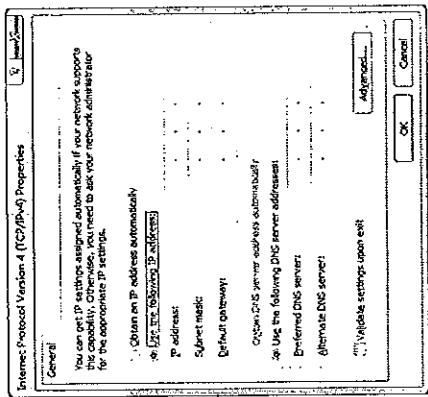 Internet Protocol Version 4 (TCP/IPv4) Properties
General
You can get IP settings assigned automatically if your network supports
this capability. Otherwise, you need to ask your network administrator
for the appropriate IP settings.
Obtain an IP address automatically
Use the following IP address:
IP address:
Subnet mask:
Default gateway:
Obtain DNS server address automatically
Use the following DNS server addresses:
Preferred DNS server:
Alternate DNS server:
Validate settings upon exit
Advanced...
OK
Cancel